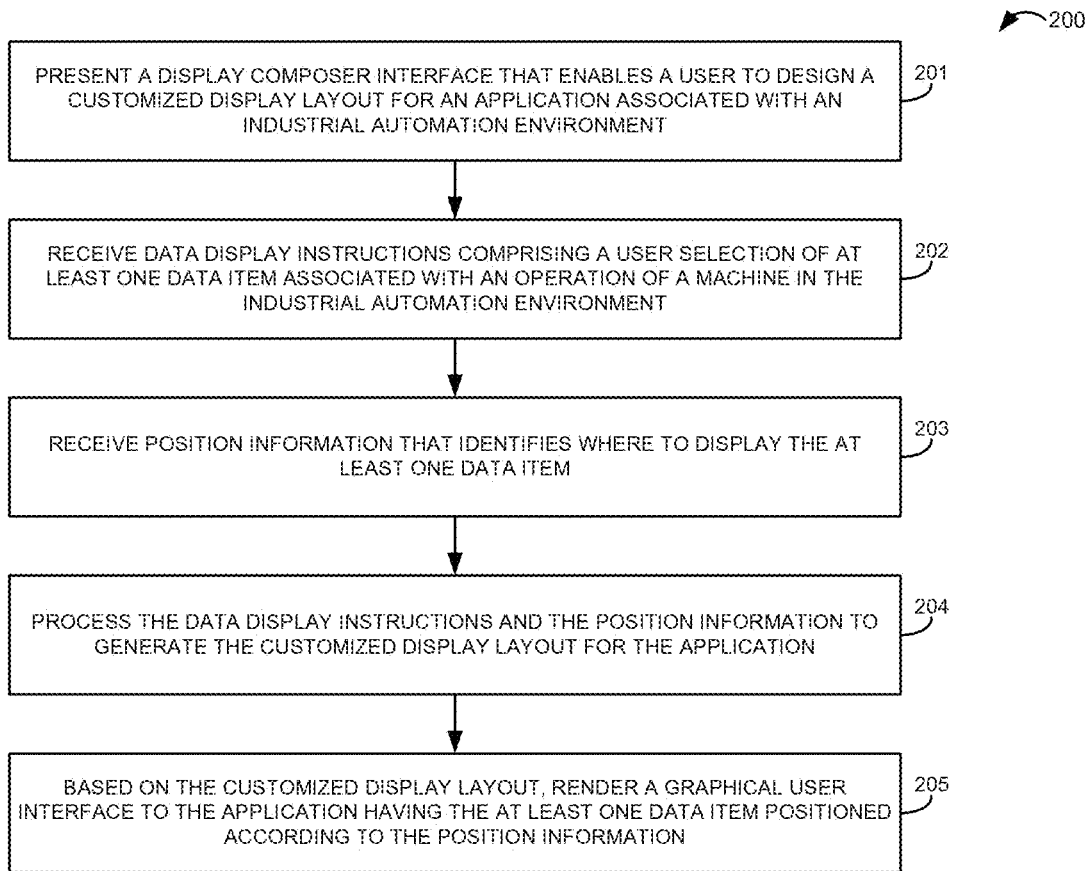 200
PRESENT A DISPLAY COMPOSER INTERFACE THAT ENABLES A USER TO DESIGN A
CUSTOMIZED DISPLAY LAYOUT FOR AN APPLICATION ASSOCIATED WITH AN
INDUSTRIAL AUTOMATION ENVIRONMENT
201
RECEIVE DATA DISPLAY INSTRUCTIONS COMPRISING A USER SELECTION OF AT
LEAST ONE DATA ITEM ASSOCIATED WITH AN OPERATION OF A MACHINE IN THE
INDUSTRIAL AUTOMATION ENVIRONMENT
202
RECEIVE POSITION INFORMATION THAT IDENTIFIES WHERE TO DISPLAY THE AT
LEAST ONE DATA ITEM
203
PROCESS THE DATA DISPLAY INSTRUCTIONS AND THE POSITION INFORMATION TO
GENERATE THE CUSTOMIZED DISPLAY LAYOUT FOR THE APPLICATION
204
BASED ON THE CUSTOMIZED DISPLAY LAYOUT, RENDER A GRAPHICAL USER
INTERFACE TO THE APPLICATION HAVING THE AT LEAST ONE DATA ITEM POSITIONED
ACCORDING TO THE POSITION INFORMATION
205